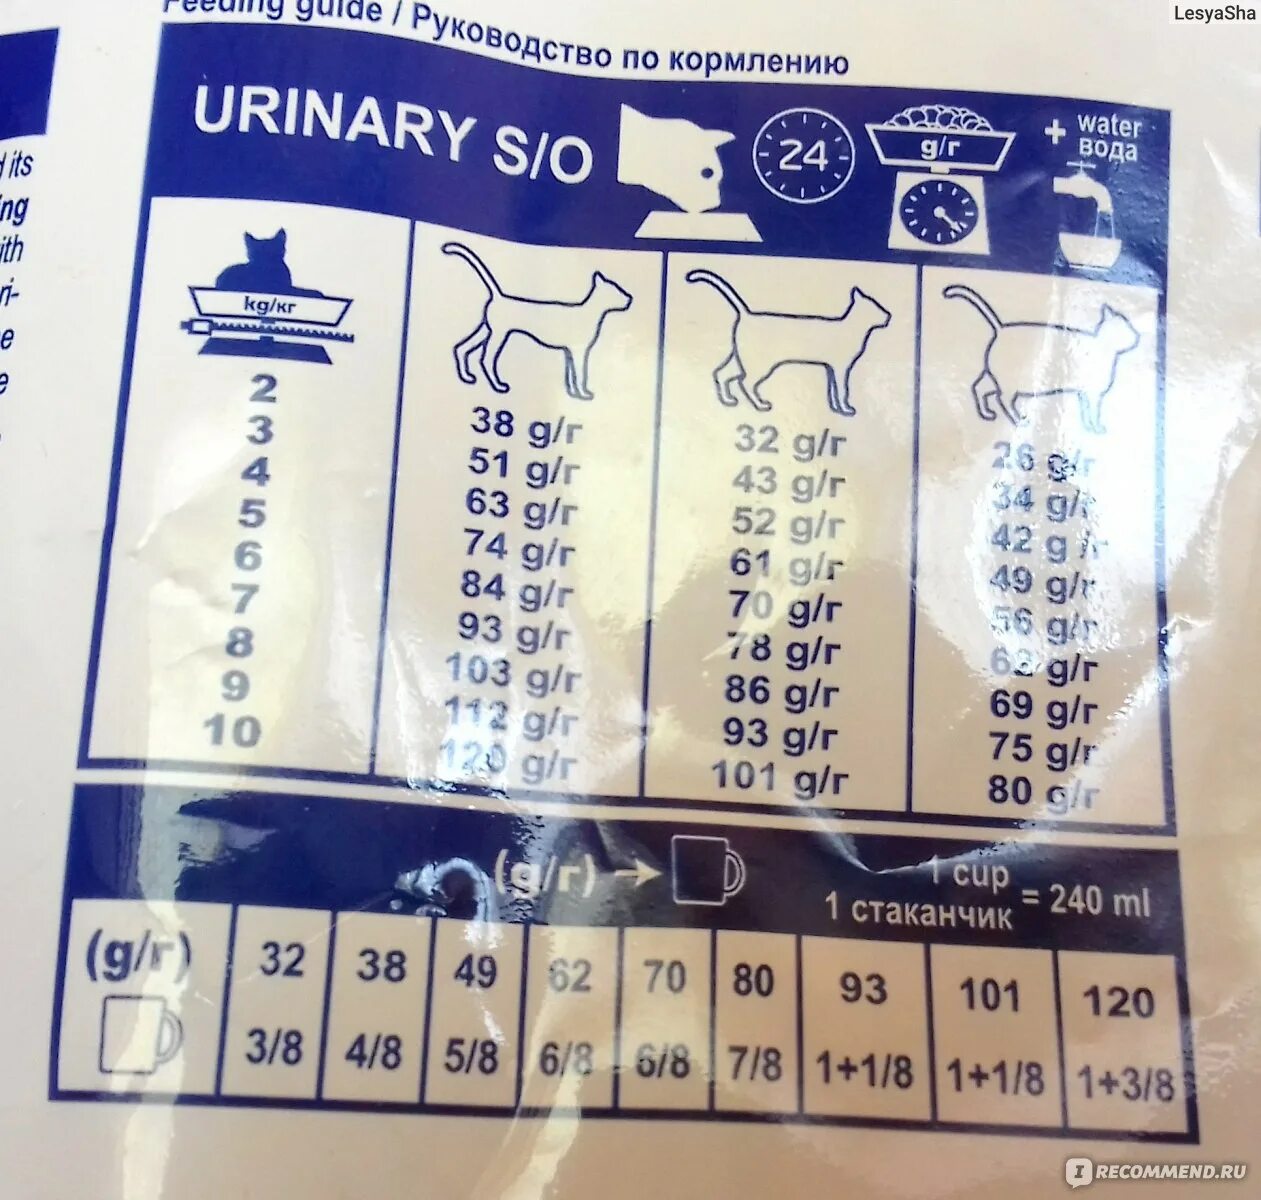 LesyaSha
Feeding guide / Руководство по кормлению
URINARY S/O
24
g/г
+ water
вода
kg/кг
2
3
4
5
6
7
8
9
10
38 g/г
51 g/г
63 g/г
74 g/г
84 g/г
93 g/г
103 g/г
112 g/г
120 g/г
32 g/г
43 g/г
52 g/г
61 g/г
70 g/г
78 g/г
86 g/г
93 g/г
101 g/г
26 g/г
34 g/г
42 g/г
49 g/г
56 g/г
62 g/г
69 g/г
75 g/г
80 g/г
its
(g/г) →
1 cup
1 стаканчик = 240 ml
(g/г) 32 38 49 62 70 80 93 101 120
3/8 4/8 5/8 6/8 6/8 7/8 1+1/8 1+1/8 1+3/8
IRECOMMEND.RU